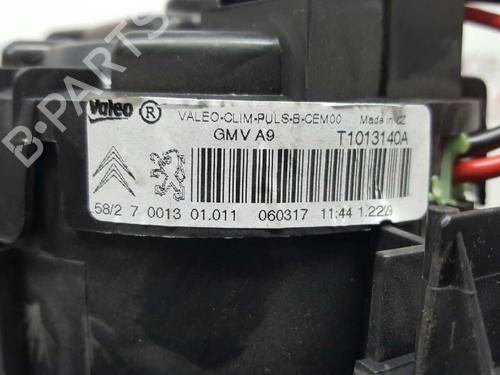 Valeo ® VALEO-CLIM-PULS-B-CEM00 Made in CZ
GMV A9 T1013140A
58/2 7 0013 01.011 060317 11:44 1.22/9
B-PARTS